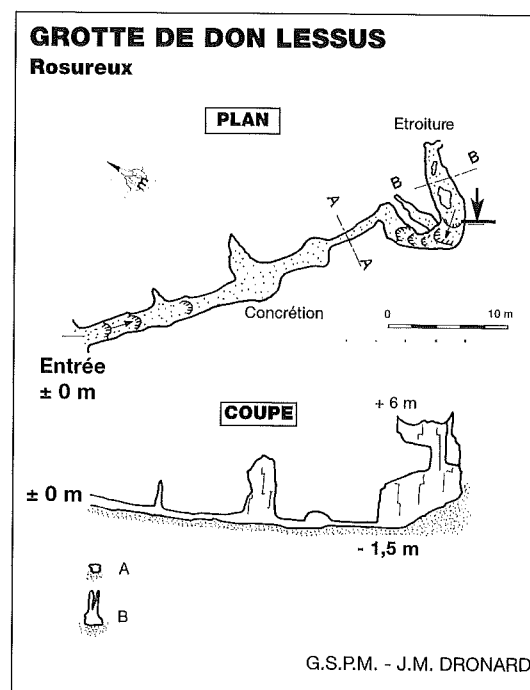 GROTTE DE DON LESSUS
Rosureux
PLAN
Etroiture
B
B
A
A
Concrétion
0 10 m
Entrée
± 0 m
COUPE
+ 6 m
± 0 m
- 1,5 m
A
B
G.S.P.M. - J.M. DRONARD